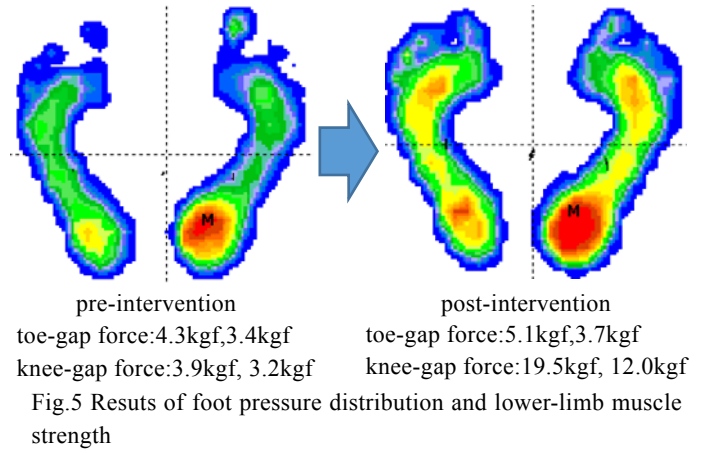 M
M
pre-intervention
toe-gap force:4.3kgf,3.4kgf
knee-gap force:3.9kgf, 3.2kgf
post-intervention
toe-gap force:5.1kgf,3.7kgf
knee-gap force:19.5kgf, 12.0kgf
Fig.5 Resuts of foot pressure distribution and lower-limb muscle
strength